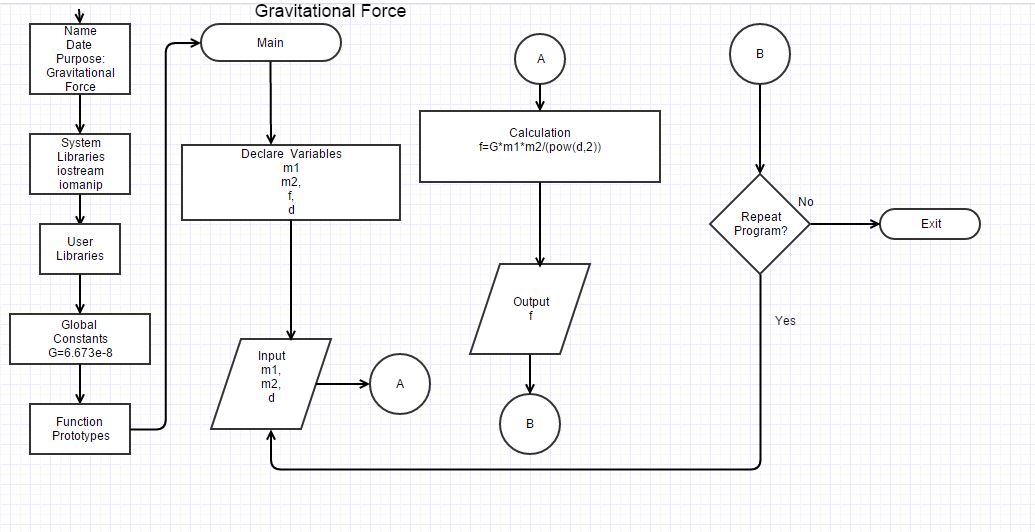 Gravitational Force
Name
Date
Purpose:
Gravitational
Force
System
Libraries
iostream
iomanip
User
Libraries
Global
Constants
G=6.673e-8
Function
Prototypes
Main
Declare Variables
m1
m2,
f,
d
Input
m1,
m2,
d
A
A
Calculation
f=G*m1*m2/(pow(d,2))
Output
f
B
B
Repeat
Program?
No
Exit
Yes